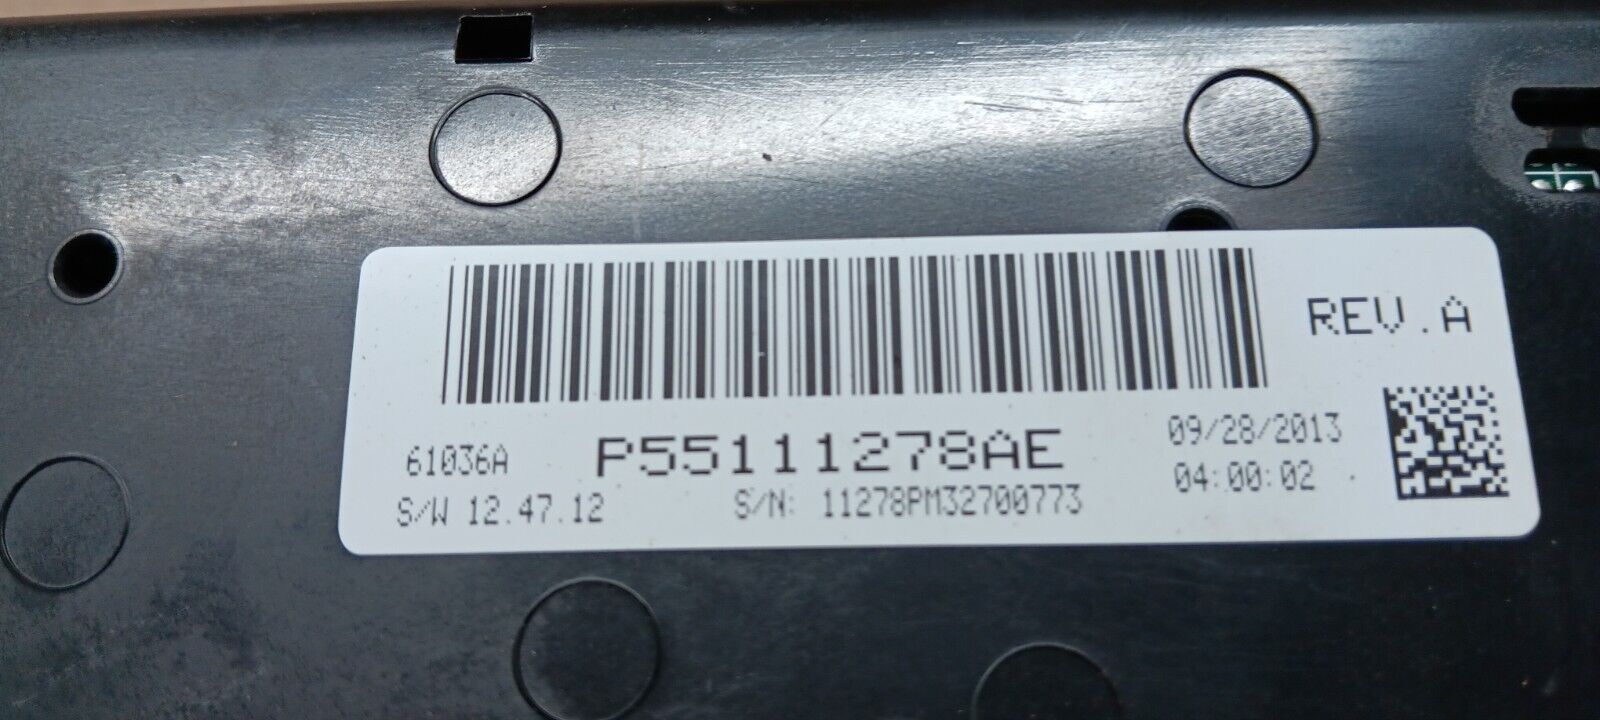 REV.A
61036A P55111278AE 09/28/2013
S/W 12.47.12 S/N: 11278PM32700773 04:00:02